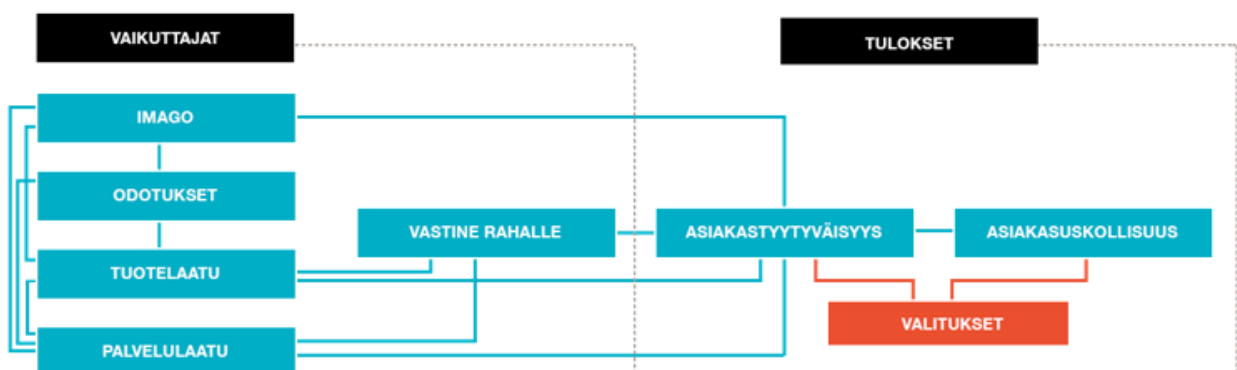 VAIKUTTAJAT
TULOKSET
IMAGO
ODOTUKSET
VASTINE RAHALLE
ASIAKASTYYTYVÄISYYS
ASIAKASUSKOLLISUUS
TUOTELAATU
VALITUKSET
PALVELULAATU